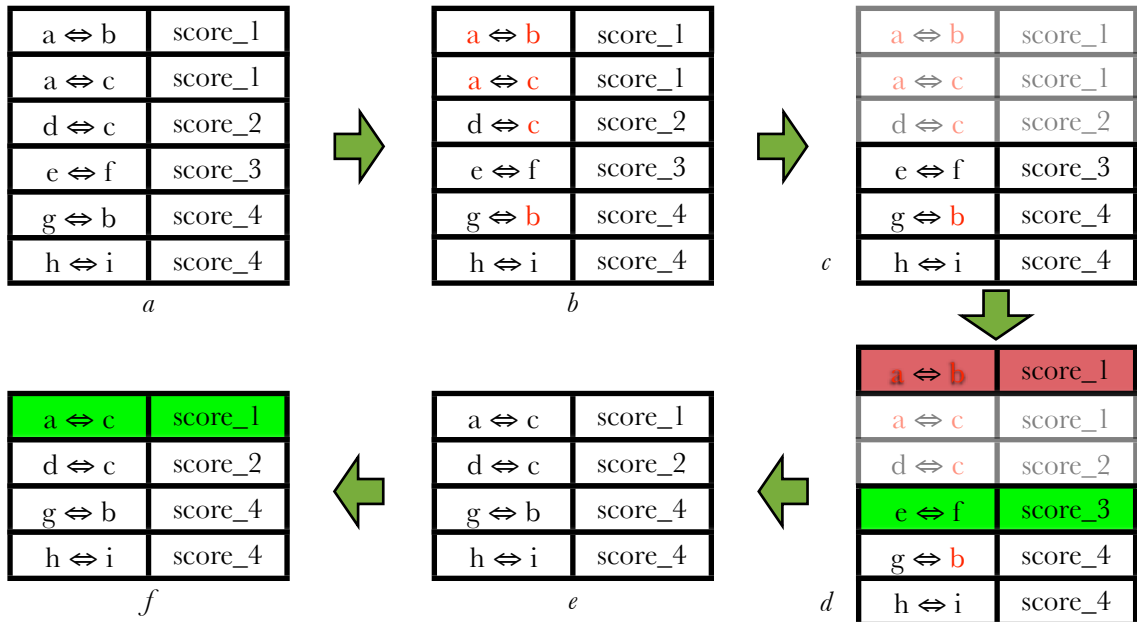 a ⇔ b score_1
a ⇔ c score_1
d ⇔ c score_2
e ⇔ f score_3
g ⇔ b score_4
h ⇔ i score_4
a
a ⇔ b score_1
a ⇔ c score_1
d ⇔ c score_2
e ⇔ f score_3
g ⇔ b score_4
h ⇔ i score_4
b
a ⇔ b score_1
a ⇔ c score_1
d ⇔ c score_2
e ⇔ f score_3
g ⇔ b score_4
h ⇔ i score_4
c
a ⇔ b score_1
a ⇔ c score_1
d ⇔ c score_2
e ⇔ f score_3
g ⇔ b score_4
h ⇔ i score_4
d
a ⇔ c score_1
d ⇔ c score_2
g ⇔ b score_4
h ⇔ i score_4
e
a ⇔ c score_1
d ⇔ c score_2
g ⇔ b score_4
h ⇔ i score_4
f